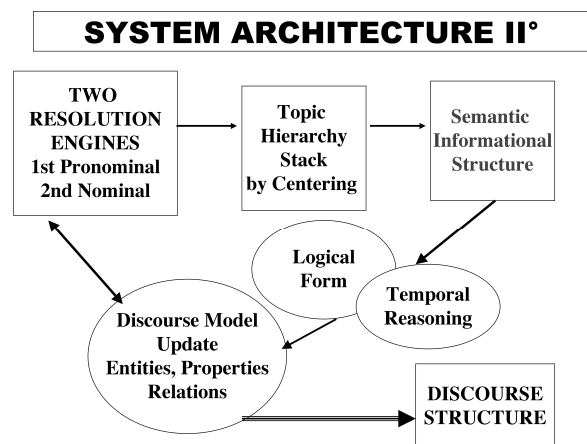 SYSTEM ARCHITECTURE II°
TWO
RESOLUTION
ENGINES
1st Pronominal
2nd Nominal
Topic
Hierarchy
Stack
by Centering
Semantic
Informational
Structure
Logical
Form
Temporal
Reasoning
Discourse Model
Update
Entities, Properties
Relations
DISCOURSE
STRUCTURE